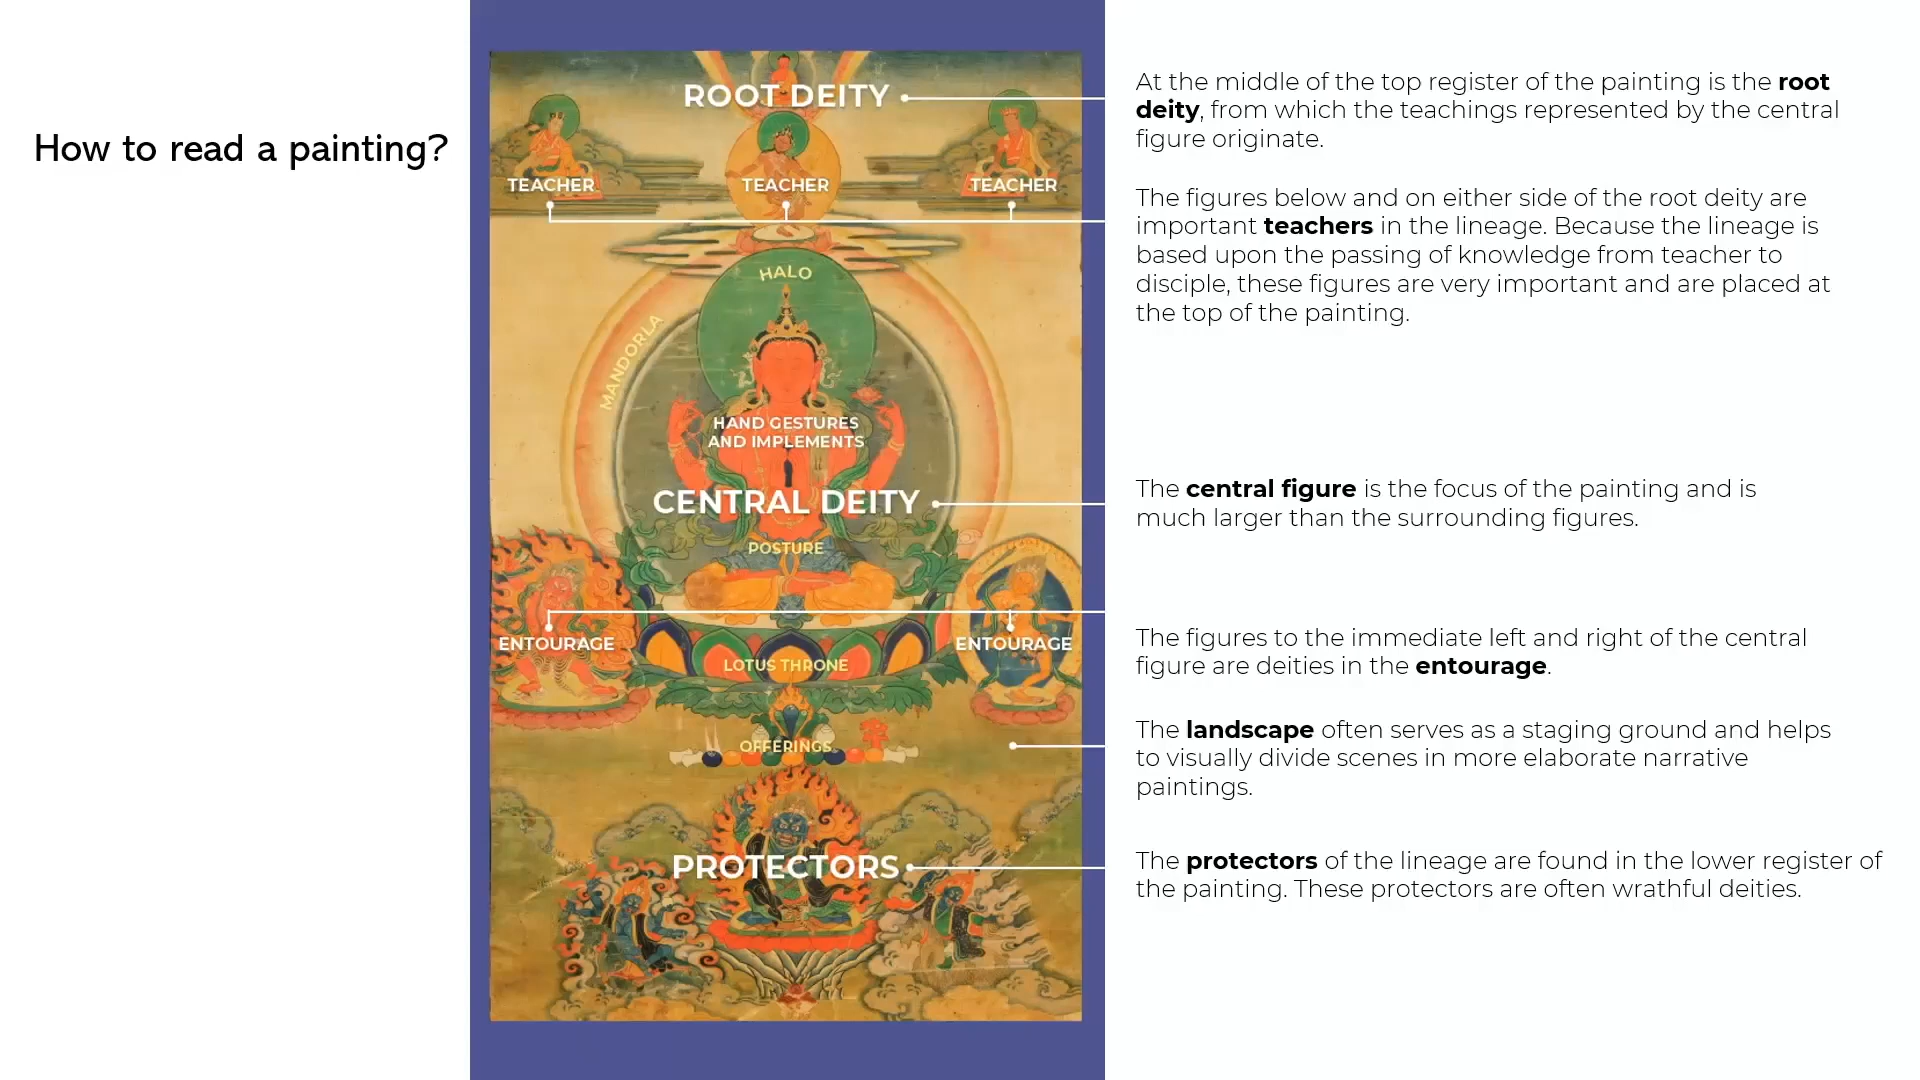 How to read a painting?
ROOT DEITY
TEACHER
TEACHER
TEACHER
HALO
MANDORLA
HAND GESTURES
AND IMPLEMENTS
CENTRAL DEITY
POSTURE
ENTOURAGE
ENTOURAGE
LOTUS THRONE
OFFERINGS
PROTECTORS
At the middle of the top register of the painting is the root
deity, from which the teachings represented by the central
figure originate.
The figures below and on either side of the root deity are
important teachers in the lineage. Because the lineage is
based upon the passing of knowledge from teacher to
disciple, these figures are very important and are placed at
the top of the painting.
The central figure is the focus of the painting and is
much larger than the surrounding figures.
The figures to the immediate left and right of the central
figure are deities in the entourage.
The landscape often serves as a staging ground and helps
to visually divide scenes in more elaborate narrative
paintings.
The protectors of the lineage are found in the lower register of
the painting. These protectors are often wrathful deities.